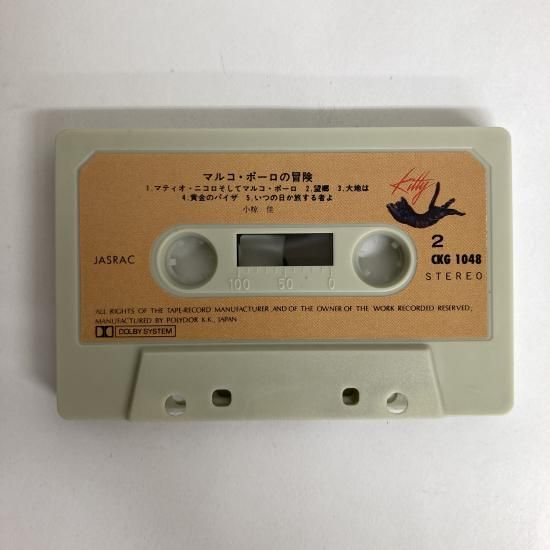 マルコ・ポーロの冒険
1.マティオ・ニコロそしてマルコ・ポーロ 2.望郷 3.大地は
4.黄金のパイザ 5.いつの日か旅する者よ
小椋 佳
Kitty
2
JASRAC
CKG 1048
STEREO
100 50 0
ALL RIGHTS OF THE TAPE-RECORD MANUFACTURER AND OF THE OWNER OF THE WORK RECORDED RESERVED;
MANUFACTURED BY POLYDOR K.K., JAPAN
DOLBY SYSTEM